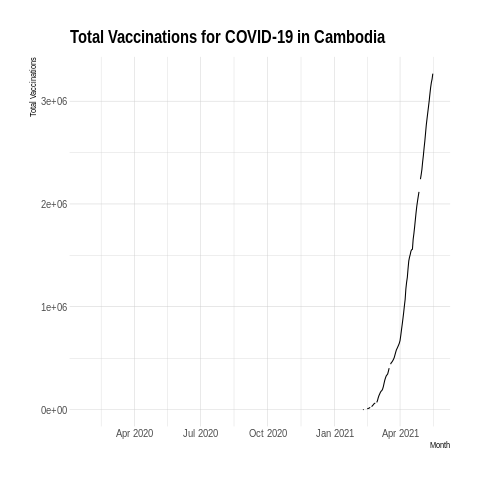 Total Vaccinations for COVID-19 in Cambodia
Total Vaccinations
3e+06
2e+06
1e+06
0e+00
Apr 2020 Jul 2020 Oct 2020 Jan 2021 Apr 2021
Month